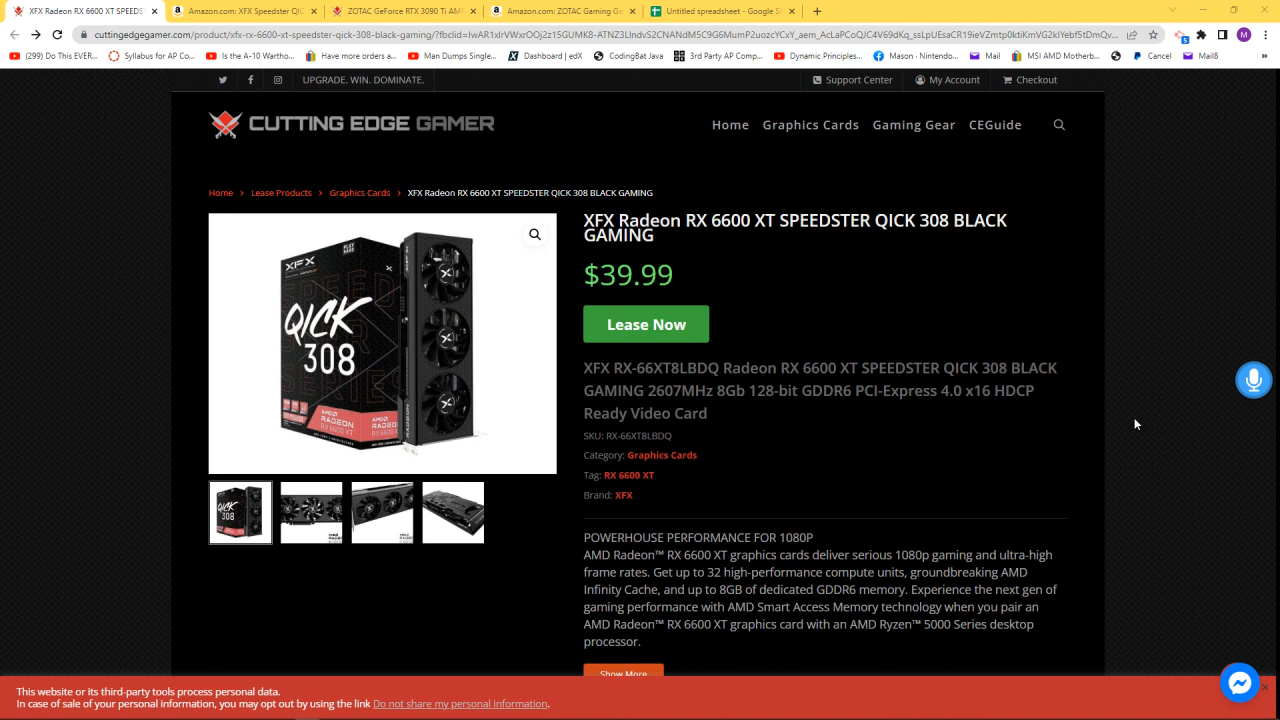 XFX Radeon RX 6600 XT SPEEDST
Amazon.com: XFX Speedster QIC
ZOTAC GeForce RTX 3090 Ti AMP
Amazon.com: ZOTAC Gaming Ge
Untitled spreadsheet - Google S
cuttingedgegamer.com/product/xfx-rx-6600-xt-speedster-qick-308-black-gaming/?fbclid=
M
(299) Do This EVER...
Syllabus for AP Co...
Is the A-10 Wartho...
Have more orders a...
Man Dumps Single...
Dashboard | edX
CodingBat Java
3rd Party AP Comp...
Dynamic Principles...
Mason - Nintendo...
Mail
MSI AMD Motherb...
Cancel
Mail8
UPGRADE. WIN. DOMINATE.
Support Center
My Account
Checkout
CUTTING EDGE GAMER
Home
Graphics Cards
Gaming Gear
CEGuide
Home > Lease Products > Graphics Cards > XFX Radeon RX 6600 XT SPEEDSTER QICK 308 BLACK GAMING
XFX
QICK
308
SERIES
AMD
RADEON
RX 6600 XT
XFX Radeon RX 6600 XT SPEEDSTER QICK 308 BLACK
GAMING
$39.99
Lease Now
XFX RX-66XT8LBDQ Radeon RX 6600 XT SPEEDSTER QICK 308 BLACK
GAMING 2607MHz 8Gb 128-bit GDDR6 PCI-Express 4.0 x16 HDCP
Ready Video Card
SKU: RX-66XT8LBDQ
Category: Graphics Cards
Tag: RX 6600 XT
Brand: XFX
POWERHOUSE PERFORMANCE FOR 1080P
AMD Radeon™ RX 6600 XT graphics cards deliver serious 1080p gaming and ultra-high
frame rates. Get up to 32 high-performance compute units, groundbreaking AMD
Infinity Cache, and up to 8GB of dedicated GDDR6 memory. Experience the next gen of
gaming performance with AMD Smart Access Memory technology when you pair an
AMD Radeon™ RX 6600 XT graphics card with an AMD Ryzen™ 5000 Series desktop
processor.
Show More
This website or its third-party tools process personal data.
In case of sale of your personal information, you may opt out by using the link Do not share my personal information.